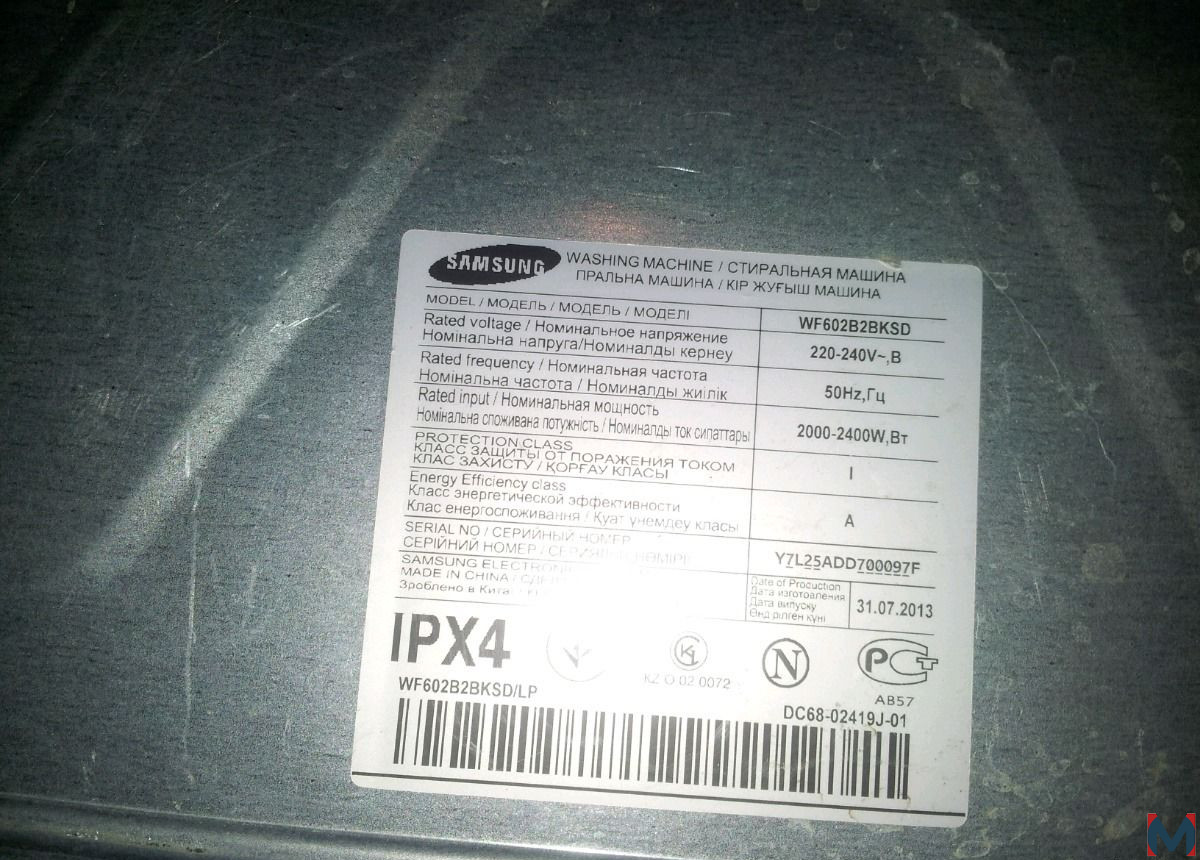 SAMSUNG
WASHING MACHINE / СТИРАЛЬНАЯ МАШИНА
ПРАЛЬНА МАШИНА / КІР ЖУҒЫШ МАШИНА
MODEL / МОДЕЛЬ / МОДЕЛЬ / МОДЕЛІ
WF602B2BKSD
Rated voltage / Номинальное напряжение
Номінальна напруга/Номиналды кернеу
220-240V~,В
Rated frequency / Номинальная частота
Номінальна частота / Номиналды жиілік
50Hz,Гц
Rated input / Номинальная мощность
Номінальна споживана потужність / Номиналды ток сипаттары
2000-2400W,Вт
PROTECTION CLASS
КЛАСС ЗАЩИТЫ ОТ ПОРАЖЕНИЯ ТОКОМ
КЛАС ЗАХИСТУ / ҚОРҒАУ КЛАСЫ
I
Energy Efficiency class
Класс энергетической эффективности
Клас енергоспоживання / Қуат үнемдеу класы
A
SERIAL NO / СЕРИЙНЫЙ НОМЕР
СЕРІЙНИЙ НОМЕР / СЕРИЯЛЫҚ НӨМІРІ
Y7L25ADD700097F
SAMSUNG
MADE IN CHINA
Зроблено в
Date of Production
Дата изготовления
Дата випуску
Өнд рілген күні
31.07.2013
IPX4
KZ O 02 0072
N
РСТ
АВ57
WF602B2BKSD/LP
DC68-02419J-01
M